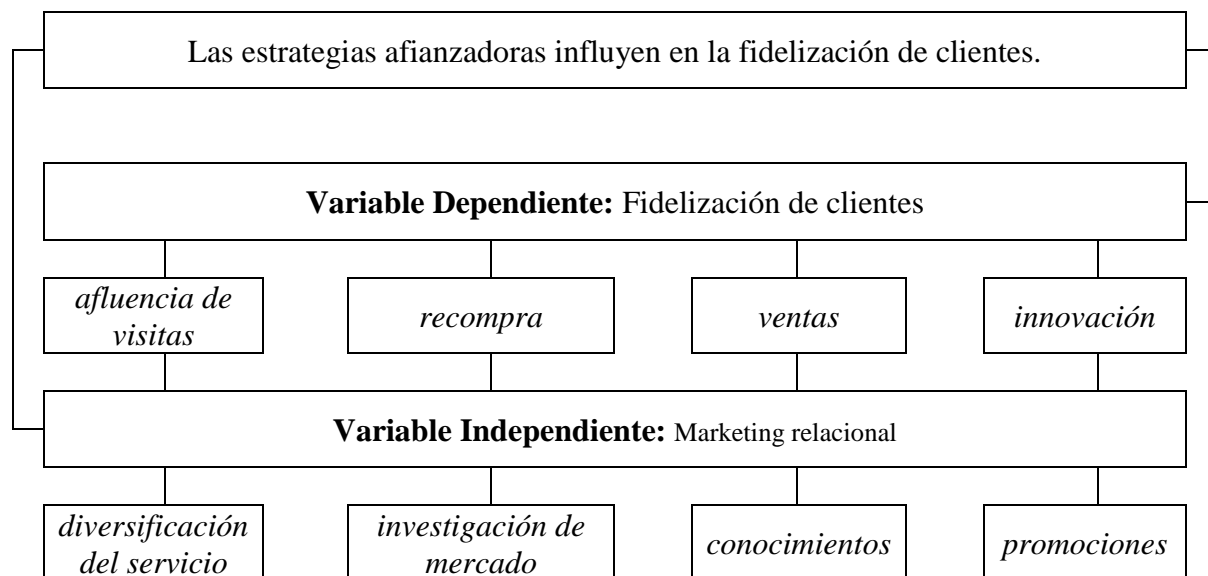 Las estrategias afianzadoras influyen en la fidelización de clientes.
Variable Dependiente: Fidelización de clientes
afluencia de
visitas
recompra
ventas
innovación
Variable Independiente: Marketing relacional
diversificación
del servicio
investigación de
mercado
conocimientos
promociones